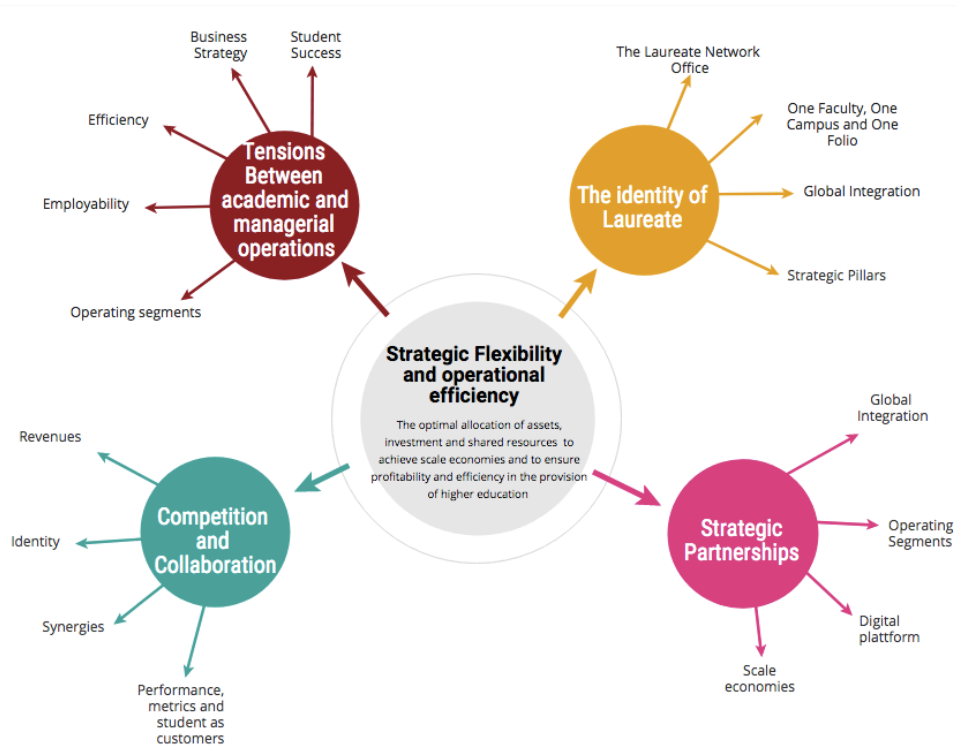 Business
Strategy
Student
Success
Efficiency
Employability
Operating segments
Tensions
Between
academic and
managerial
operations
The Laureate Network
Office
One Faculty, One
Campus and One
Folio
Global Integration
Strategic Pillars
The identity of
Laureate
Strategic Flexibility
and operational
efficiency
The optimal allocation of assets,
investment and shared resources to
achieve scale economies and to ensure
profitability and efficiency in the provision
of higher education
Revenues
Identity
Synergies
Performance,
metrics and
student as
customers
Competition
and
Collaboration
Global
Integration
Operating
Segments
Digital
plattform
Scale
economies
Strategic
Partnerships